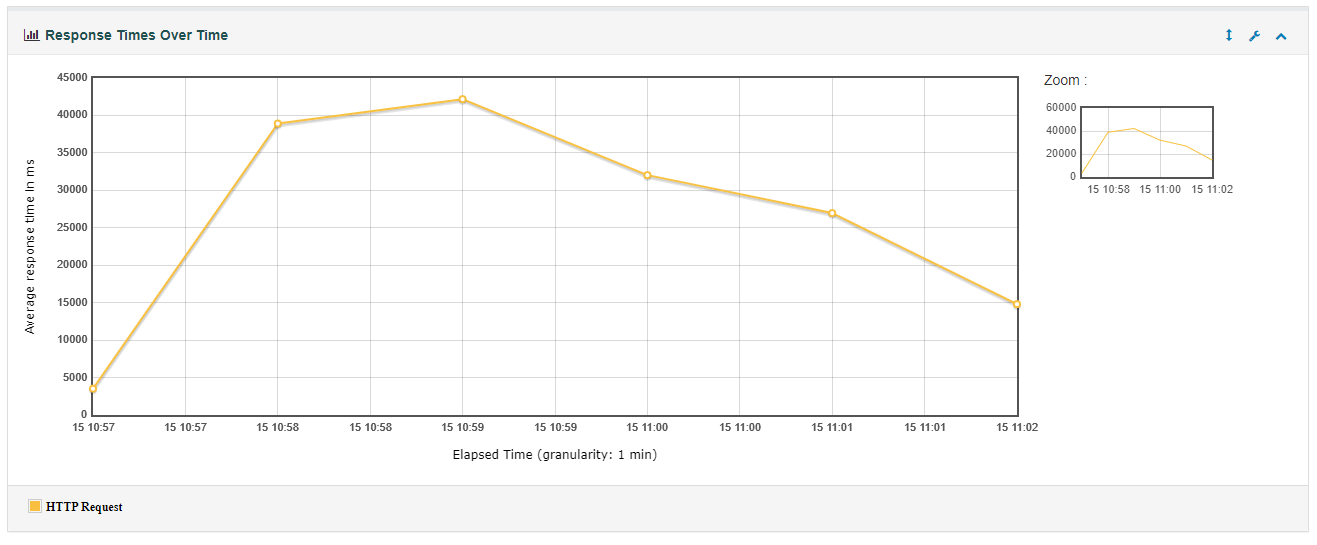 Response Times Over Time
45000
40000
35000
30000
25000
20000
15000
10000
5000
0
Average response time in ms
15 10:57 15 10:57 15 10:58 15 10:58 15 10:59 15 10:59 15 11:00 15 11:00 15 11:01 15 11:01 15 11:02
Elapsed Time (granularity: 1 min)
Zoom :
60000
40000
20000
0
15 10:58 15 11:00 15 11:02
HTTP Request